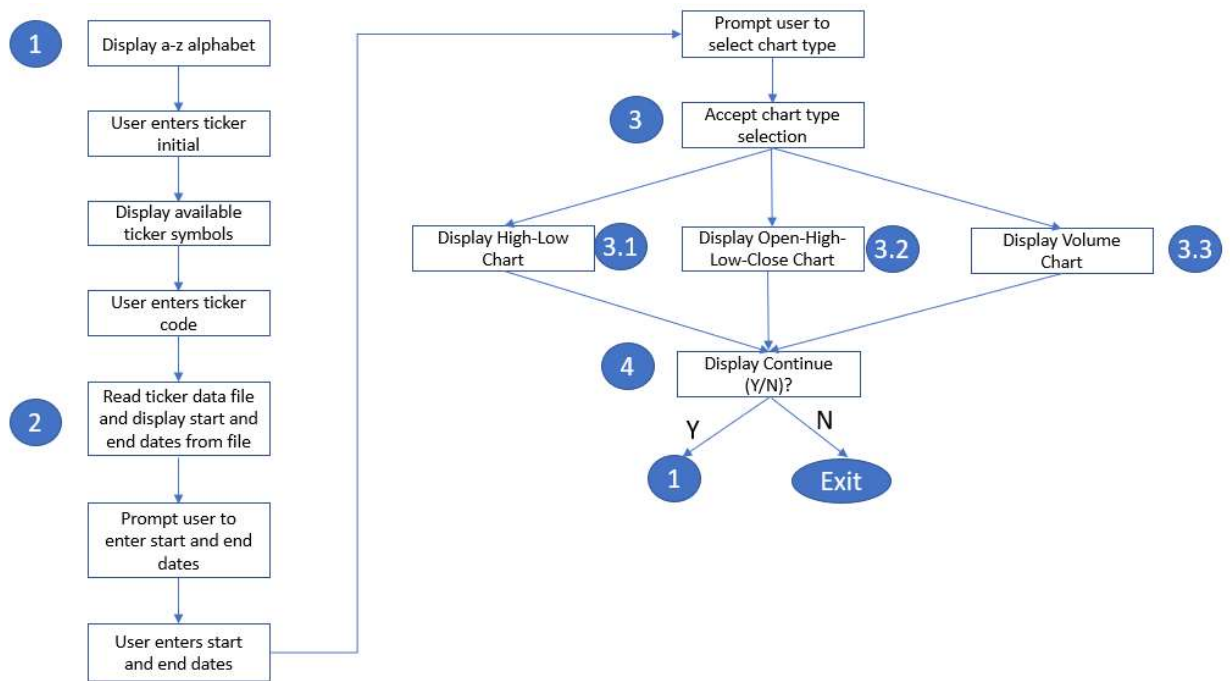 1
Display a-z alphabet
User enters ticker
initial
Display available
ticker symbols
User enters ticker
code
2
Read ticker data file
and display start and
end dates from file
Prompt user to
enter start and end
dates
User enters start
and end dates
Prompt user to
select chart type
3
Accept chart type
selection
Display High-Low
Chart
3.1
Display Open-High-
Low-Close Chart
3.2
Display Volume
Chart
3.3
4
Display Continue
(Y/N)?
Y
N
1
Exit